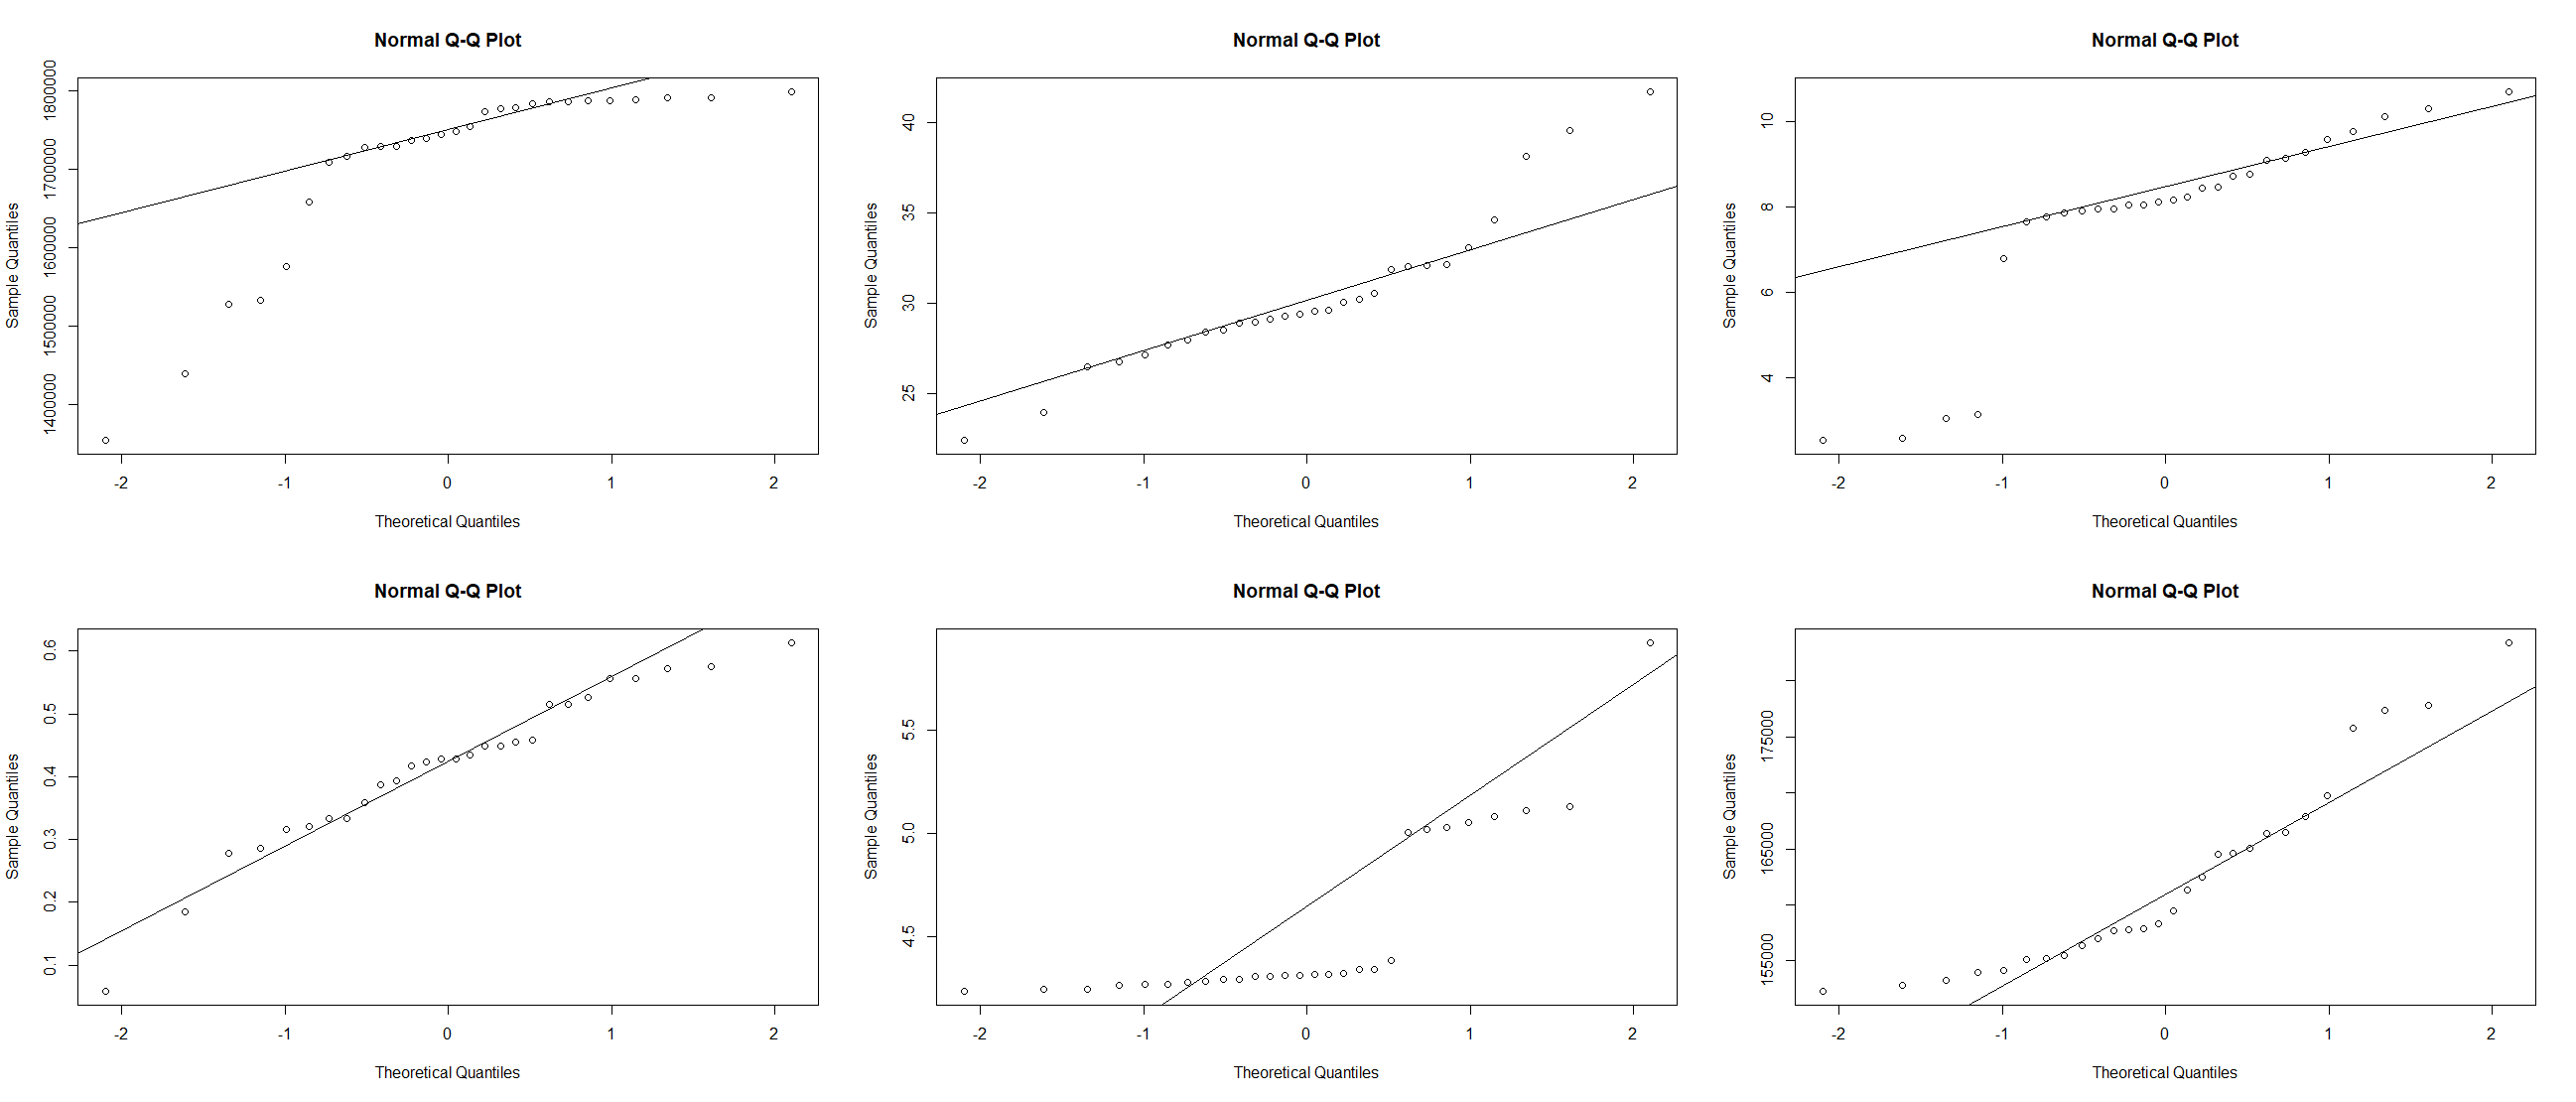 Normal Q-Q Plot
Sample Quantiles
1400000 1500000 1600000 1700000 1800000
-2 -1 0 1 2
Theoretical Quantiles
Normal Q-Q Plot
Sample Quantiles
25 30 35 40
-2 -1 0 1 2
Theoretical Quantiles
Normal Q-Q Plot
Sample Quantiles
4 6 8 10
-2 -1 0 1 2
Theoretical Quantiles
Normal Q-Q Plot
Sample Quantiles
0.1 0.2 0.3 0.4 0.5 0.6
-2 -1 0 1 2
Theoretical Quantiles
Normal Q-Q Plot
Sample Quantiles
4.5 5.0 5.5
-2 -1 0 1 2
Theoretical Quantiles
Normal Q-Q Plot
Sample Quantiles
155000 165000 175000
-2 -1 0 1 2
Theoretical Quantiles